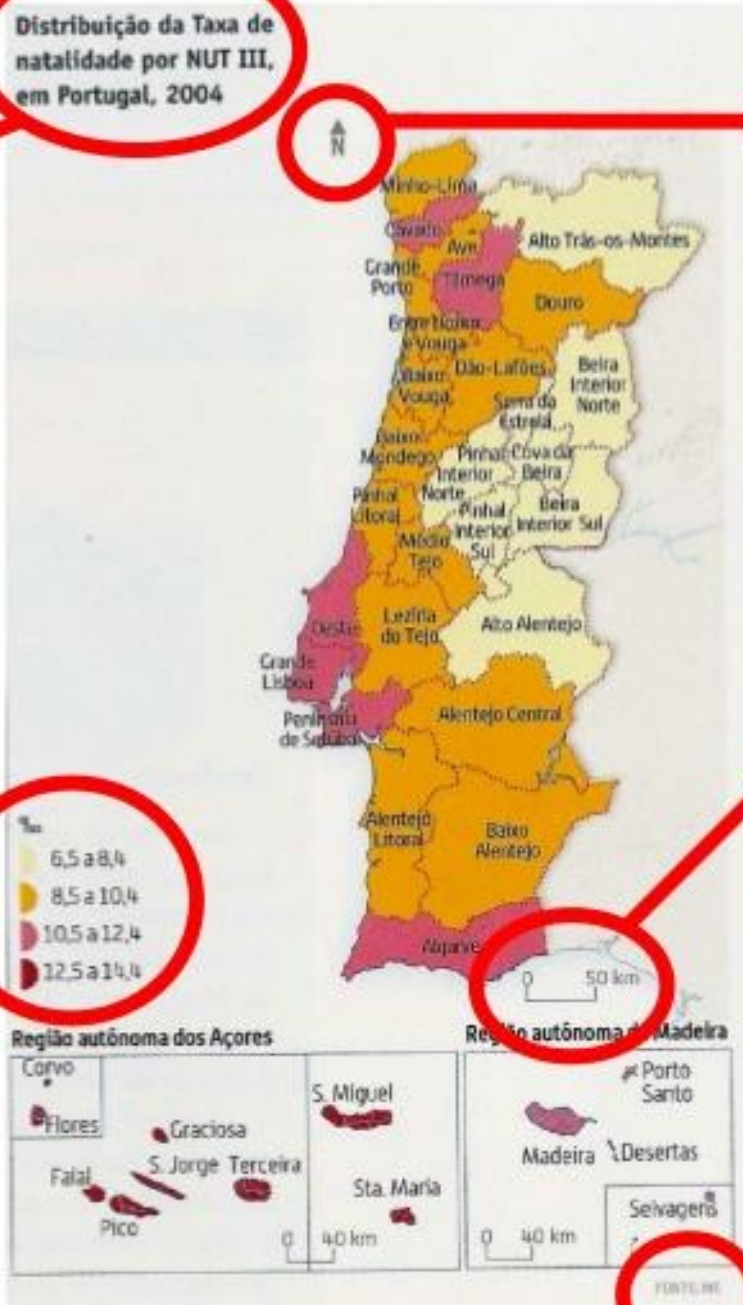 Distribuição da Taxa de
natalidade por NUT III,
em Portugal, 2004
N
Minho-Lima
Cávado
Ave
Alto Trás-os-Montes
Grande
Porto
Tâmega
Douro
Entre Douro
e Vouga
Baixo
Vouga
Dão-Lafões
Beira
Interior
Norte
Serra da
Estrela
Baixo
Mondego
Pinhal
Interior
Norte
Cova da
Beira
Pinhal
Litoral
Pinhal
Interior
Sul
Beira
Interior Sul
Médio
Tejo
Oeste
Lezíria
do Tejo
Alto Alentejo
Grande
Lisboa
Península
de Setúbal
Alentejo Central
Alentejo
Litoral
Baixo
Alentejo
Algarve
‰
6,5 a 8,4
8,5 a 10,4
10,5 a 12,4
12,5 a 14,4
0 50 km
Região autónoma dos Açores
Corvo
Flores
Graciosa
S. Miguel
Faial
S. Jorge
Terceira
Pico
Sta. Maria
0 40 km
Região autónoma da Madeira
Porto
Santo
Madeira
Desertas
Selvagens
0 40 km
FONTE: INE